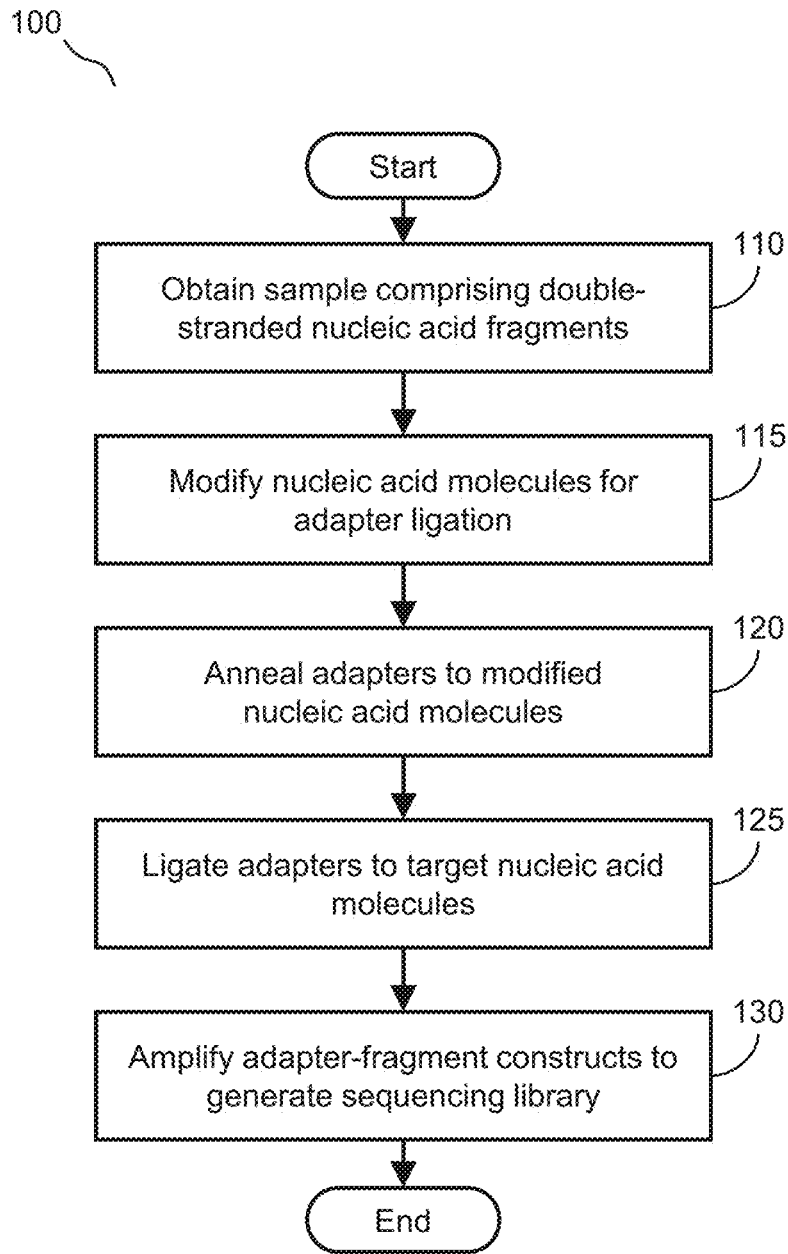 100
Start
110
Obtain sample comprising double-
stranded nucleic acid fragments
115
Modify nucleic acid molecules for
adapter ligation
120
Anneal adapters to modified
nucleic acid molecules
125
Ligate adapters to target nucleic acid
molecules
130
Amplify adapter-fragment constructs to
generate sequencing library
End